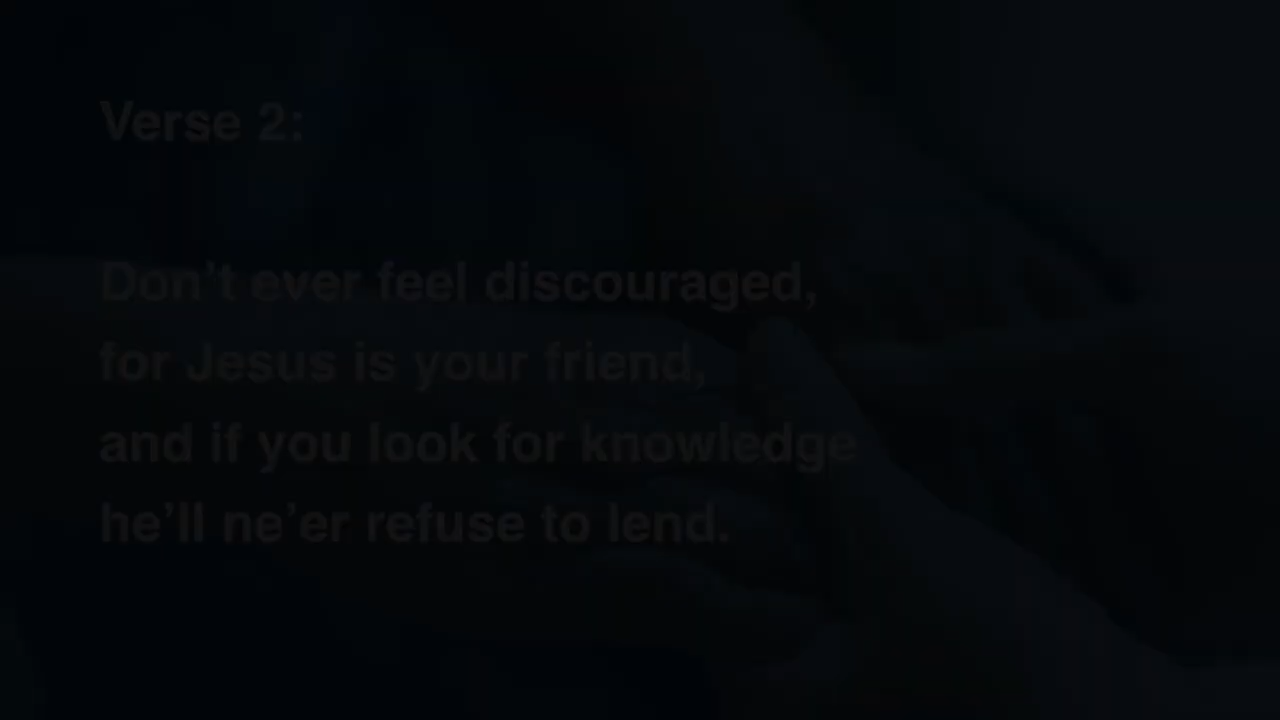 Verse 2:
Don’t ever feel discouraged,
for Jesus is your friend,
and if you look for knowledge
he’ll ne’er refuse to lend.